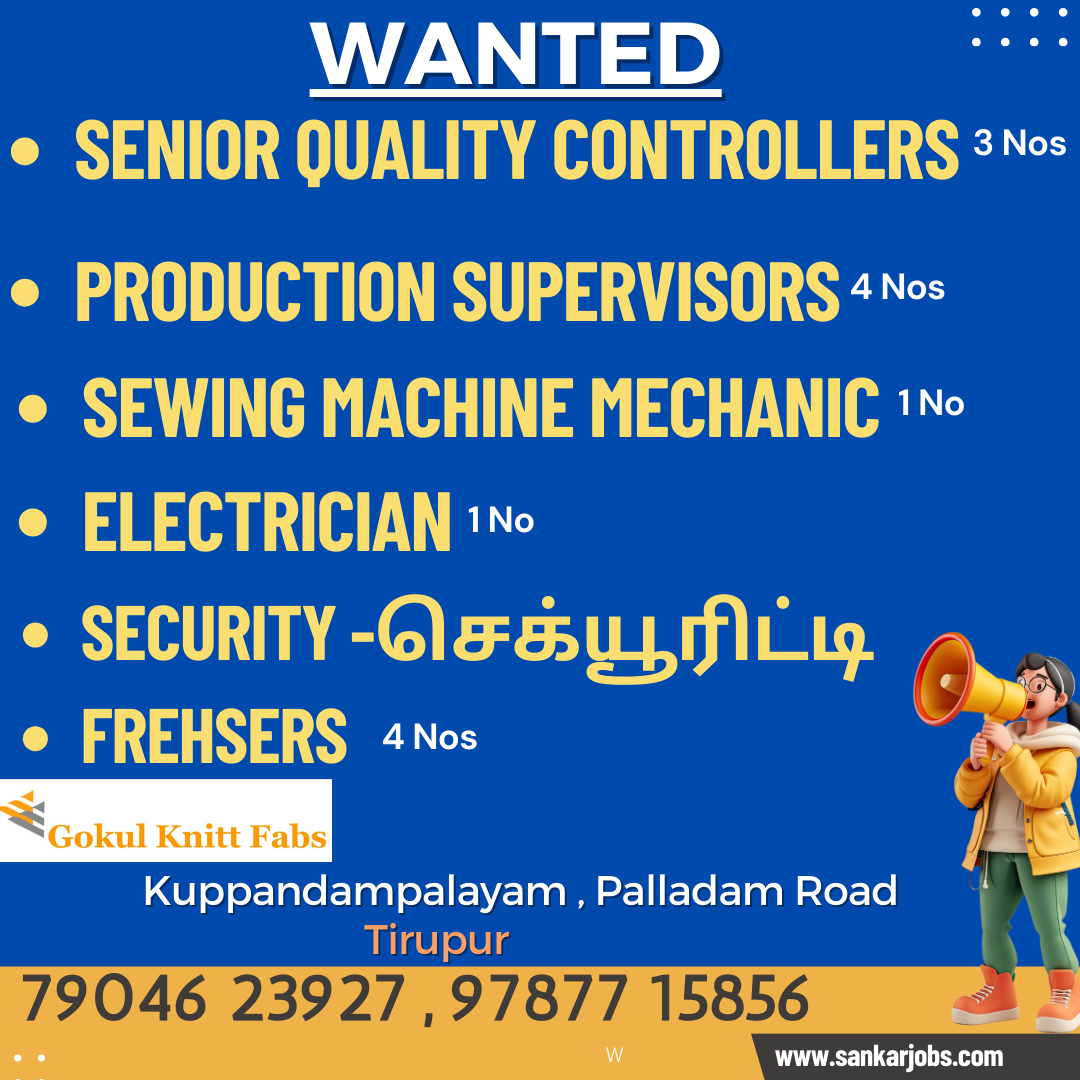 WANTED
• SENIOR QUALITY CONTROLLERS 3 Nos
• PRODUCTION SUPERVISORS 4 Nos
• SEWING MACHINE MECHANIC 1 No
• ELECTRICIAN 1 No
• SECURITY -செக்யூரிட்டி
• FREHSERS 4 Nos
Gokul Knitt Fabs
Kuppandampalayam , Palladam Road
Tirupur
79046 23927 , 97877 15856
W
www.sankarjobs.com